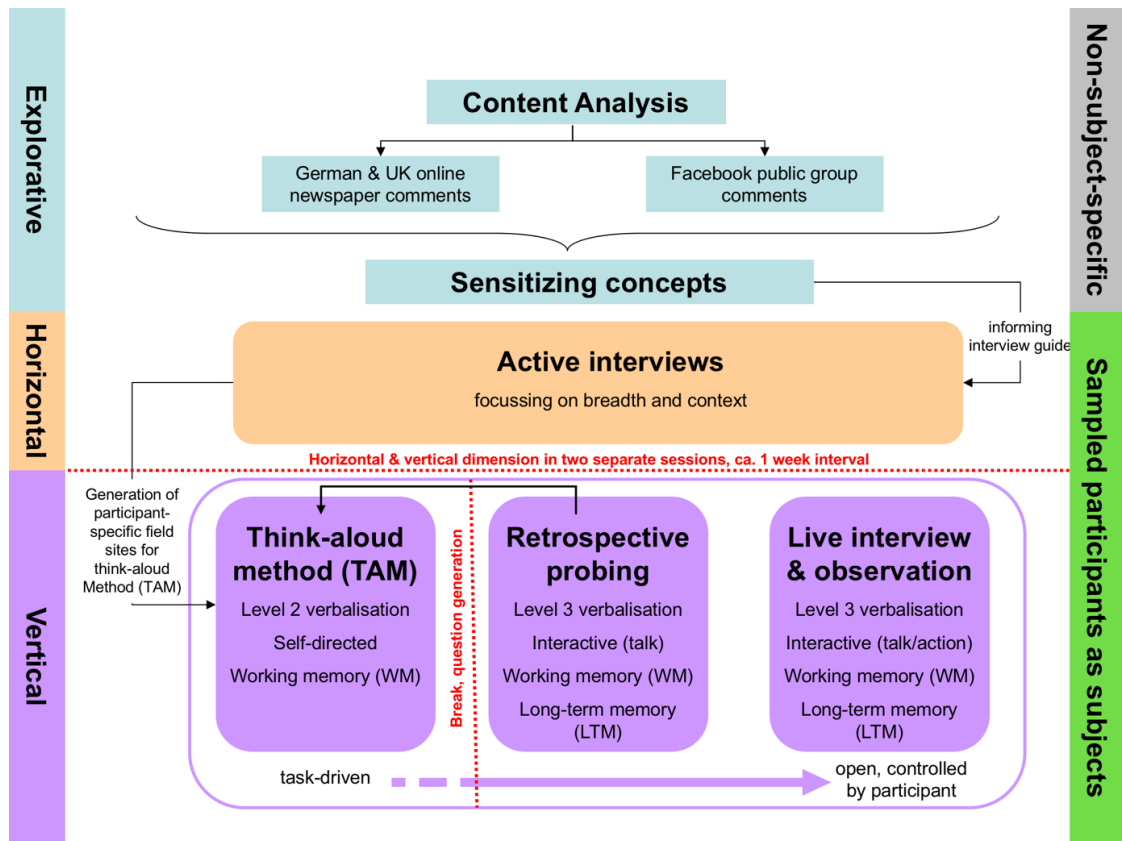 Explorative
Non-subject-specific
Content Analysis
German & UK online
newspaper comments
Facebook public group
comments
Sensitizing concepts
informing
interview guide
Horizontal
Active interviews
focussing on breadth and context
Sampled participants as subjects
Horizontal & vertical dimension in two separate sessions, ca. 1 week interval
Vertical
Generation of
participant-
specific field
sites for
think-aloud
Method (TAM)
Think-aloud
method (TAM)
Level 2 verbalisation
Self-directed
Working memory (WM)
Break, question generation
Retrospective
probing
Level 3 verbalisation
Interactive (talk)
Working memory (WM)
Long-term memory
(LTM)
Live interview
& observation
Level 3 verbalisation
Interactive (talk/action)
Working memory (WM)
Long-term memory
(LTM)
task-driven
open, controlled
by participant